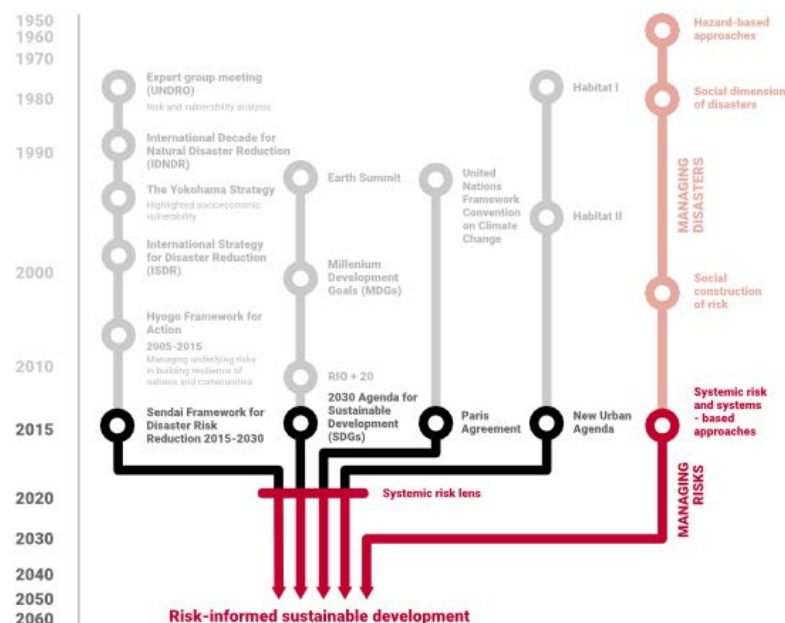 1950
1960
1970
1980
1990
2000
2010
2015
2020
2030
2040
2050
2060
Expert group meeting
(UNDRO)
Risk and vulnerability analysis
International Decade for
Natural Disaster Reduction
(IDNDR)
The Yokohama Strategy
Highlighted socioeconomic
vulnerability
International Strategy
for Disaster Reduction
(ISDR)
Hyogo Framework for
Action
2005-2015
Managing underlying risks
in building resilience of
nations and communities
Sendai Framework for
Disaster Risk
Reduction 2015-2030
Earth Summit
Millenium
Development
Goals (MDGs)
RIO + 20
2030 Agenda for
Sustainable
Development
(SDGs)
United
Nations
Framework
Convention
on Climate
Change
Paris
Agreement
Habitat I
Habitat II
New Urban
Agenda
Hazard-based
approaches
Social dimension
of disasters
MANAGING
DISASTERS
Social
construction
of risk
Systemic risk
and systems
- based
approaches
MANAGING
RISKS
Systemic risk lens
Risk-informed sustainable development